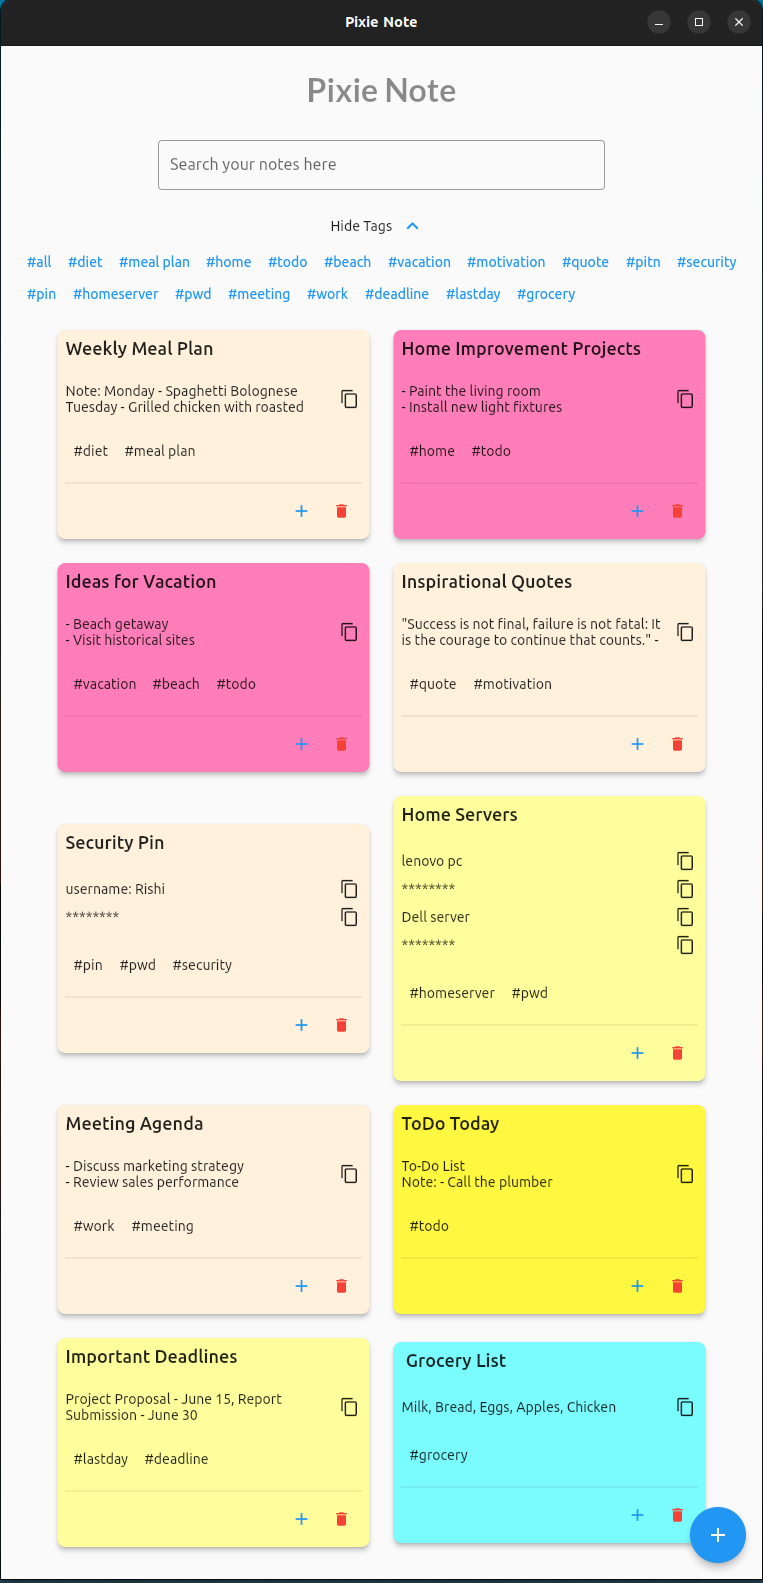 Pixie Note
Pixie Note
Search your notes here
Hide Tags
#all #diet #meal plan #home #todo #beach #vacation #motivation #quote #pitn #security
#pin #homeserver #pwd #meeting #work #deadline #lastday #grocery
Weekly Meal Plan
Note: Monday - Spaghetti Bolognese
Tuesday - Grilled chicken with roasted
#diet #meal plan
Home Improvement Projects
- Paint the living room
- Install new light fixtures
#home #todo
Ideas for Vacation
- Beach getaway
- Visit historical sites
#vacation #beach #todo
Inspirational Quotes
"Success is not final, failure is not fatal: It
is the courage to continue that counts." -
#quote #motivation
Security Pin
username: Rishi
********
#pin #pwd #security
Home Servers
lenovo pc
********
Dell server
********
#homeserver #pwd
Meeting Agenda
- Discuss marketing strategy
- Review sales performance
#work #meeting
ToDo Today
To-Do List
Note: - Call the plumber
#todo
Important Deadlines
Project Proposal - June 15, Report
Submission - June 30
#lastday #deadline
Grocery List
Milk, Bread, Eggs, Apples, Chicken
#grocery